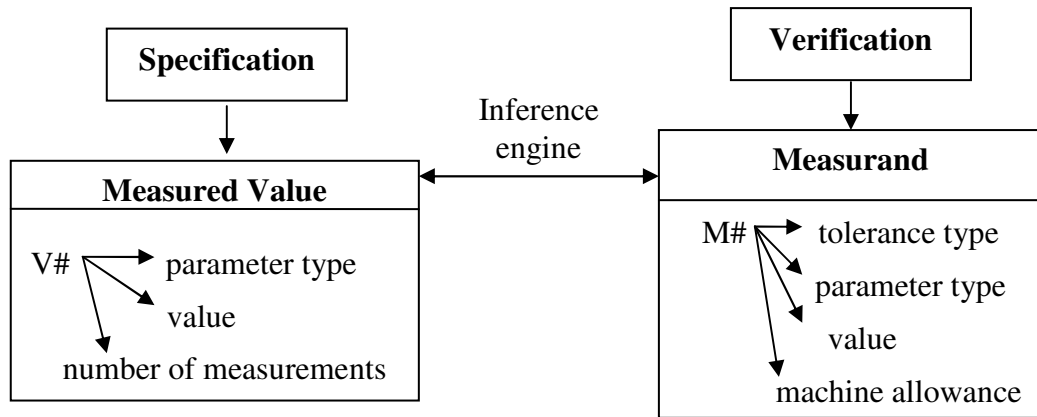 Specification
Verification
Inference
engine
Measured Value
V#
parameter type
value
number of measurements
Measurand
M#
tolerance type
parameter type
value
machine allowance